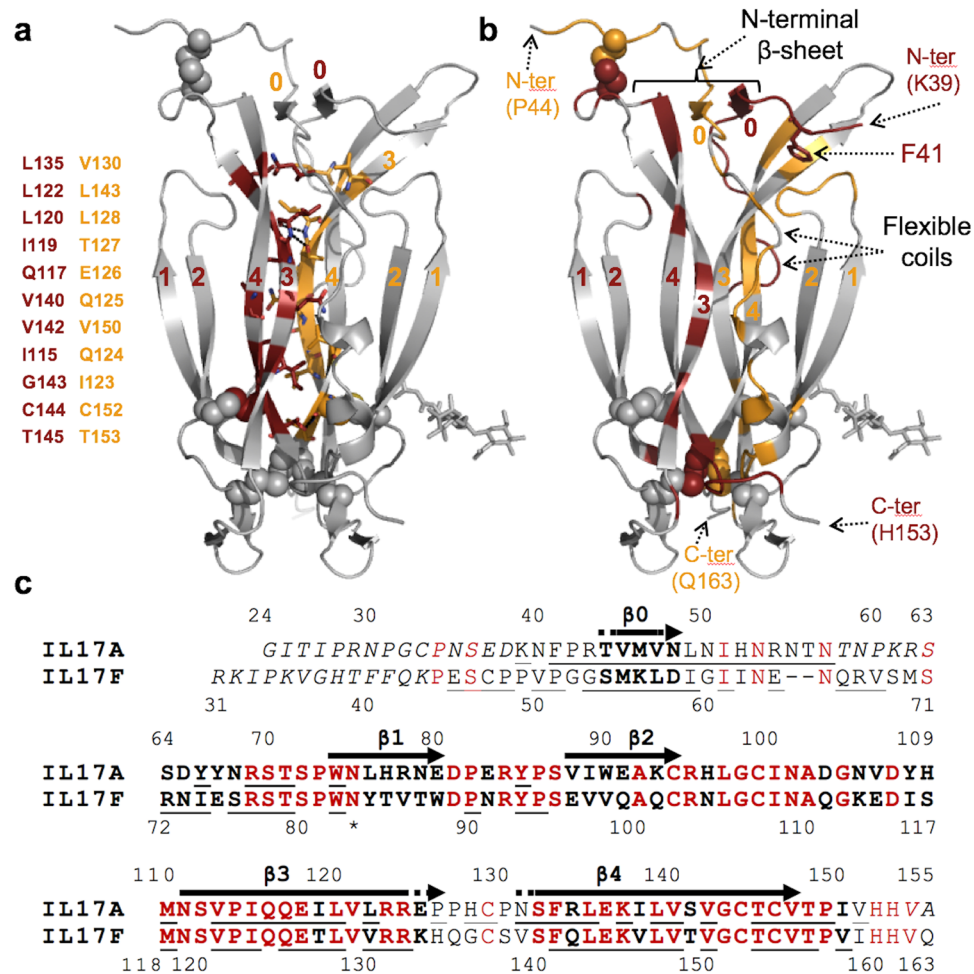 a
0
0
L135 V130
L122 L143
L120 L128
I119 T127
Q117 E126
V140 Q125
V142 V150
I115 Q124
G143 I123
C144 C152
T145 T153
3
1 2 4 3 4 2 1
b
N-terminal
β-sheet
N-ter
(P44)
N-ter
(K39)
0 0
F41
Flexible
coils
1 2 4 3 3 4 2 1
C-ter
(H153)
C-ter
(Q163)
c
24 30 40 β0 50 60 63
IL17A GITIPRNPGCPNSEDKNFPRTVMVNLNIHNRNTNTNPKRS
IL17F RKIPKVGHTFFQKPESCPPVPGGSMKLDIGIINE--NQRVSMS
31 40 50 60 71
64 70 β1 80 90 β2 100 109
IL17A SDYYNRSTSPWNLHRNEDPERYPSVIWEAKCRHLGCINADGNVDYH
IL17F RNIESRSTSPWNYTVTWDPNRYPSEVVQAQCRNLGCINAQGKEDIS
72 80 * 90 100 110 117
110 β3 120 130 β4 140 150 155
IL17A MNSVPIQQEILVLRREPPHCPNSFRLEKILVSVGCTCVTPIVHHVA
IL17F MNSVPIQQETLVVRRKHQGCSVSFQLEKVLVTVGCTCVTPVIHHVQ
118 120 130 140 150 160 163